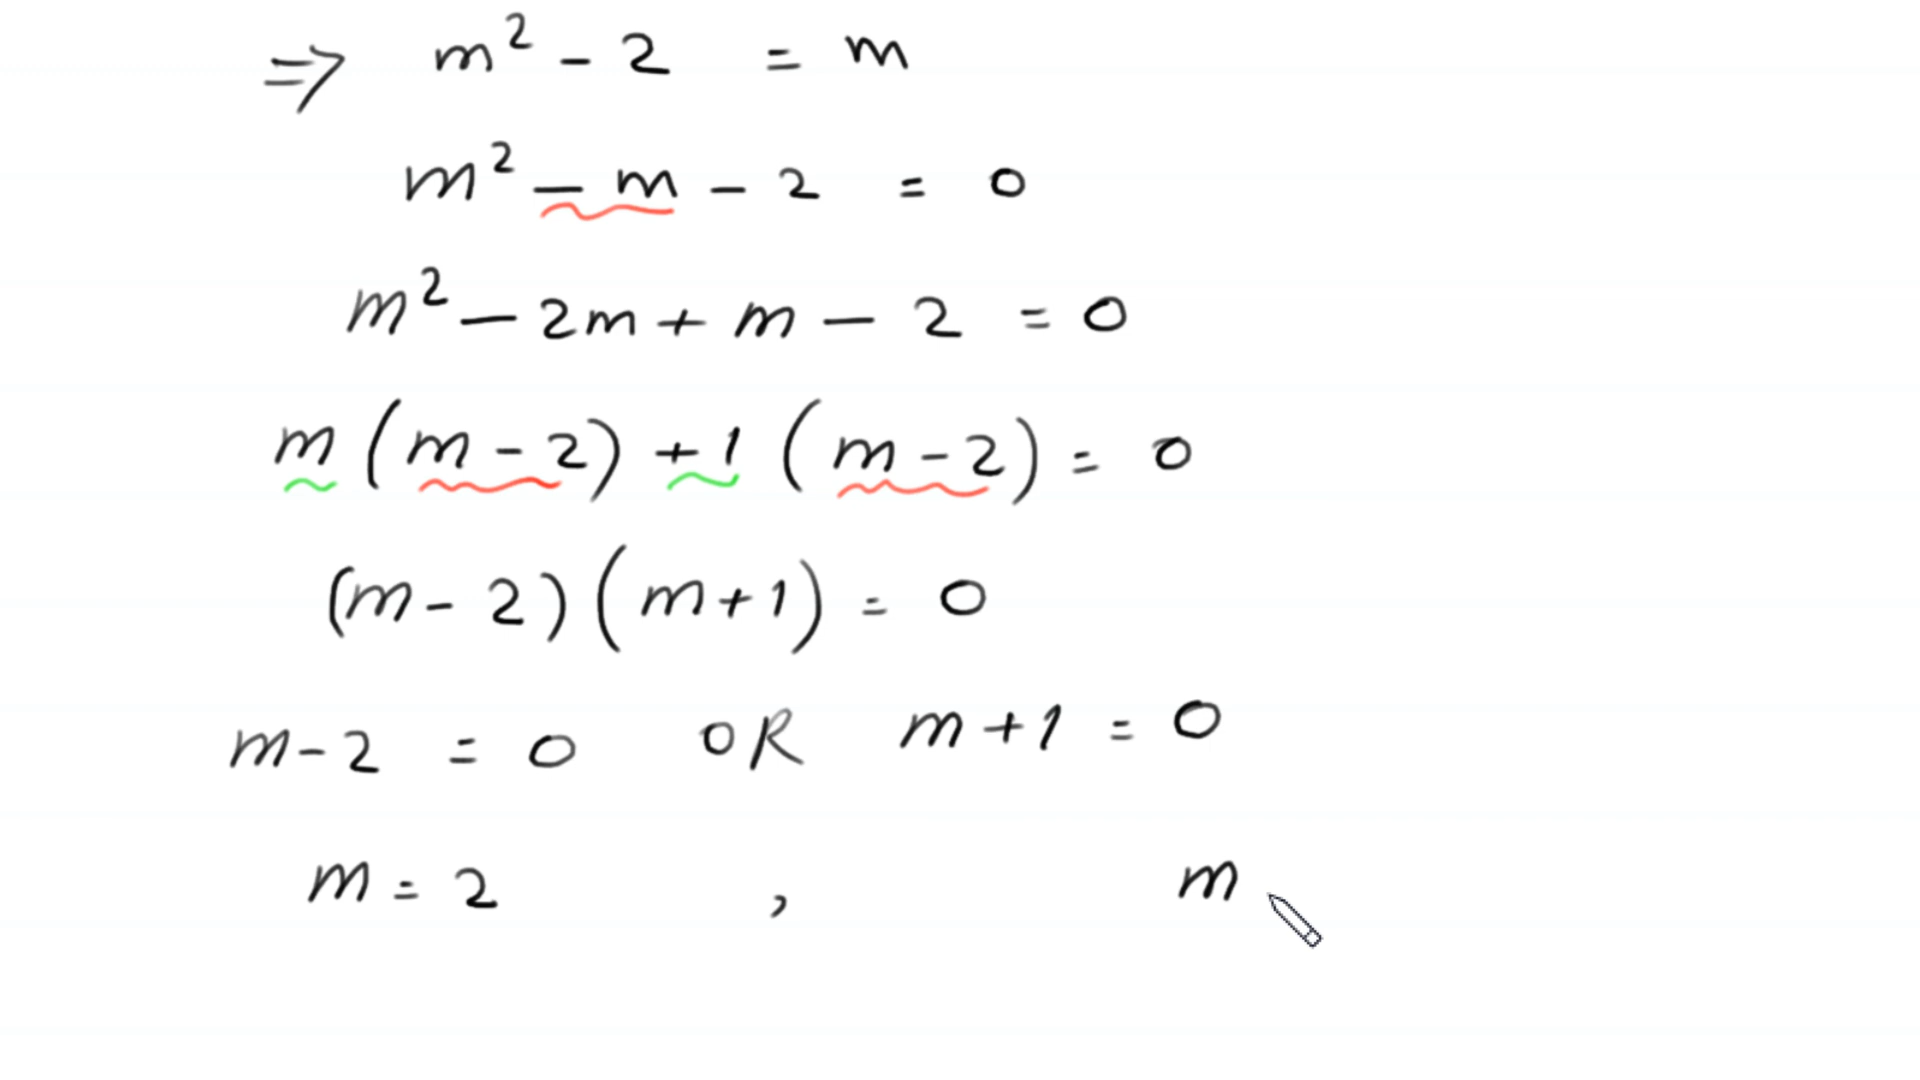 ⇒ m² - 2 = m
m² - m - 2 = 0
m² - 2m + m - 2 = 0
m (m - 2) + 1 (m - 2) = 0
(m - 2) (m + 1) = 0
m - 2 = 0 OR m + 1 = 0
m = 2 , m